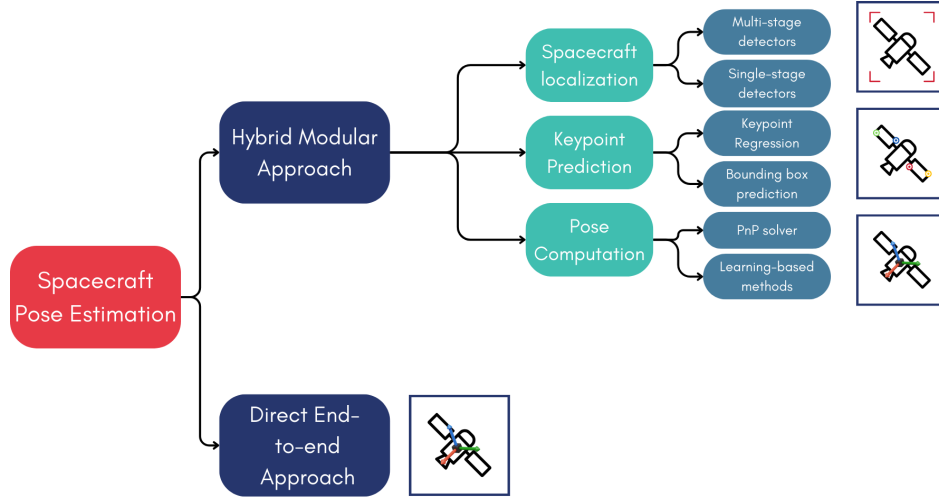 Spacecraft
Pose Estimation
Hybrid Modular
Approach
Spacecraft
localization
Multi-stage
detectors
Single-stage
detectors
Keypoint
Prediction
Keypoint
Regression
Bounding box
prediction
Pose
Computation
PnP solver
Learning-based
methods
Direct End-
to-end
Approach